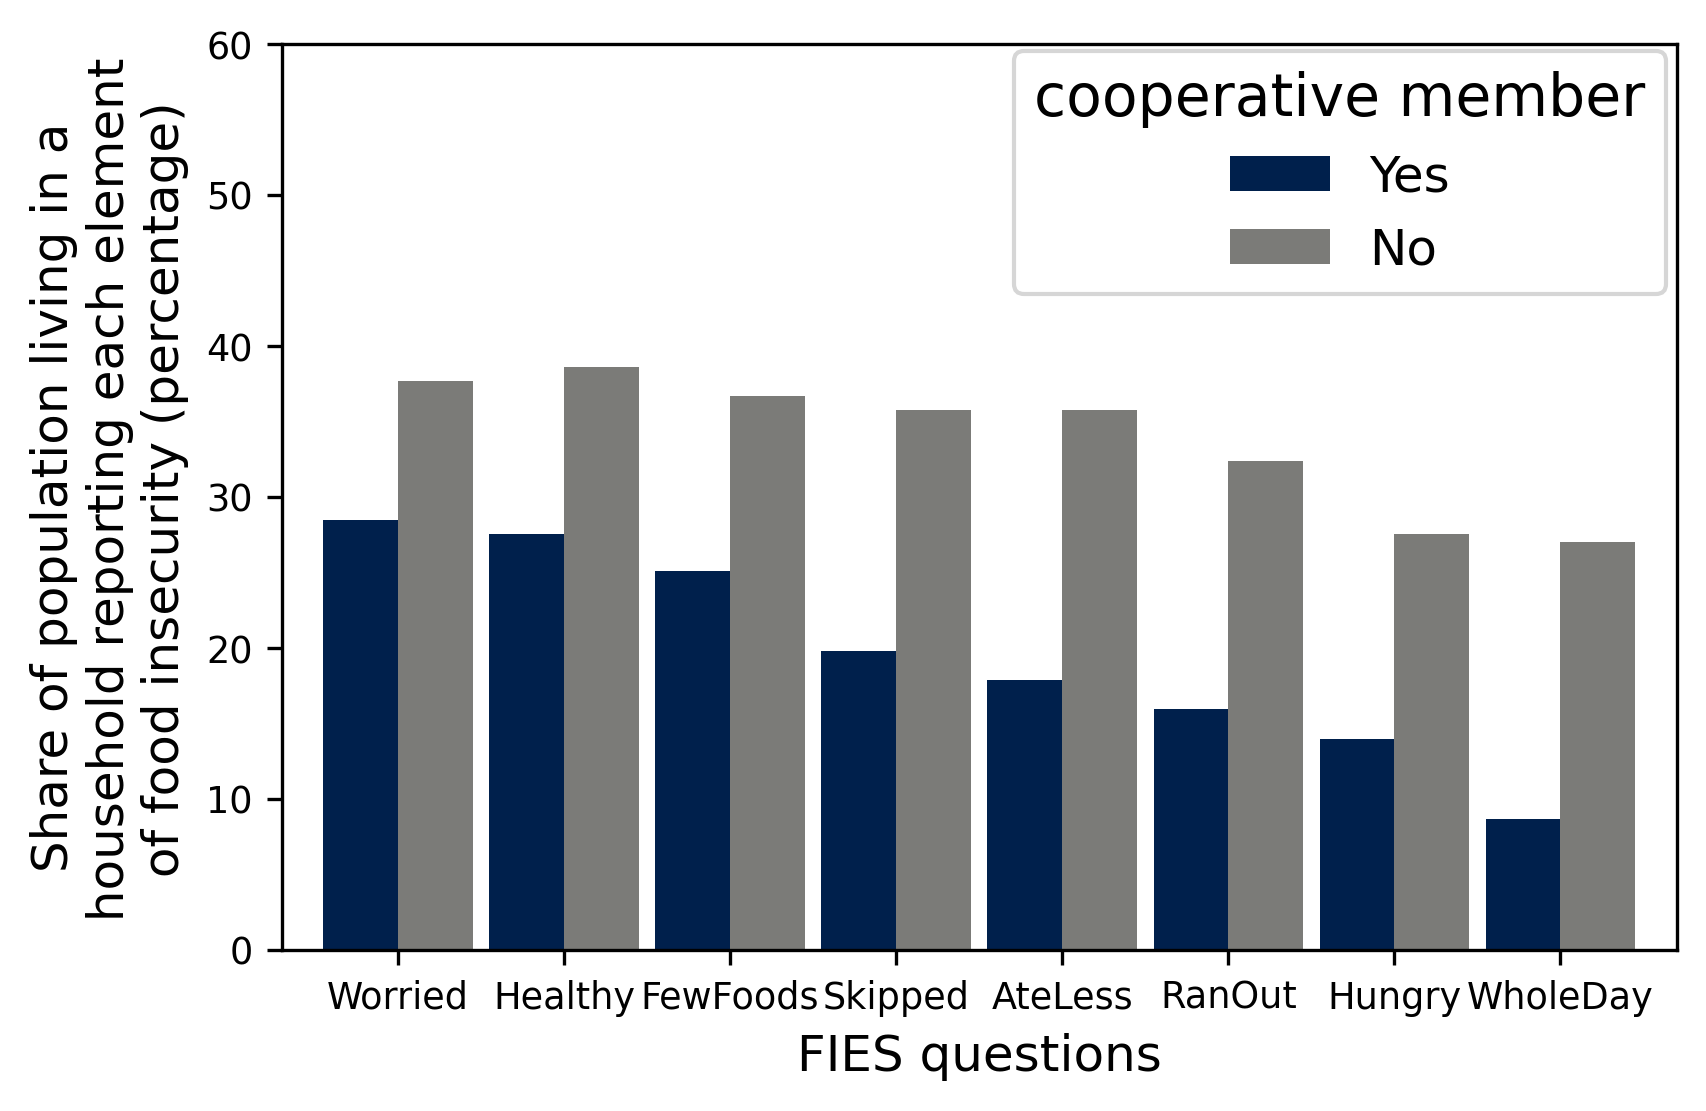 Share of population living in a
household reporting each element
of food insecurity (percentage)
60
50
40
30
20
10
0
cooperative member
Yes
No
Worried Healthy FewFoods Skipped AteLess RanOut Hungry WholeDay
FIES questions